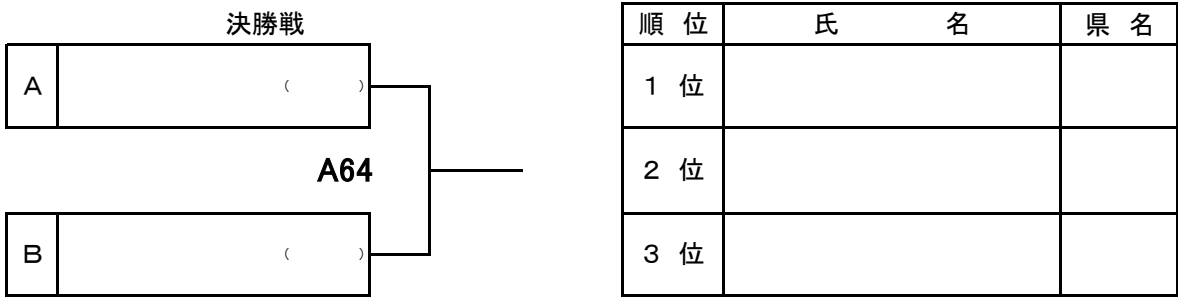 決勝戦
A （ ）
A64
B （ ）
順 位 氏 名 県 名
1 位
2 位
3 位